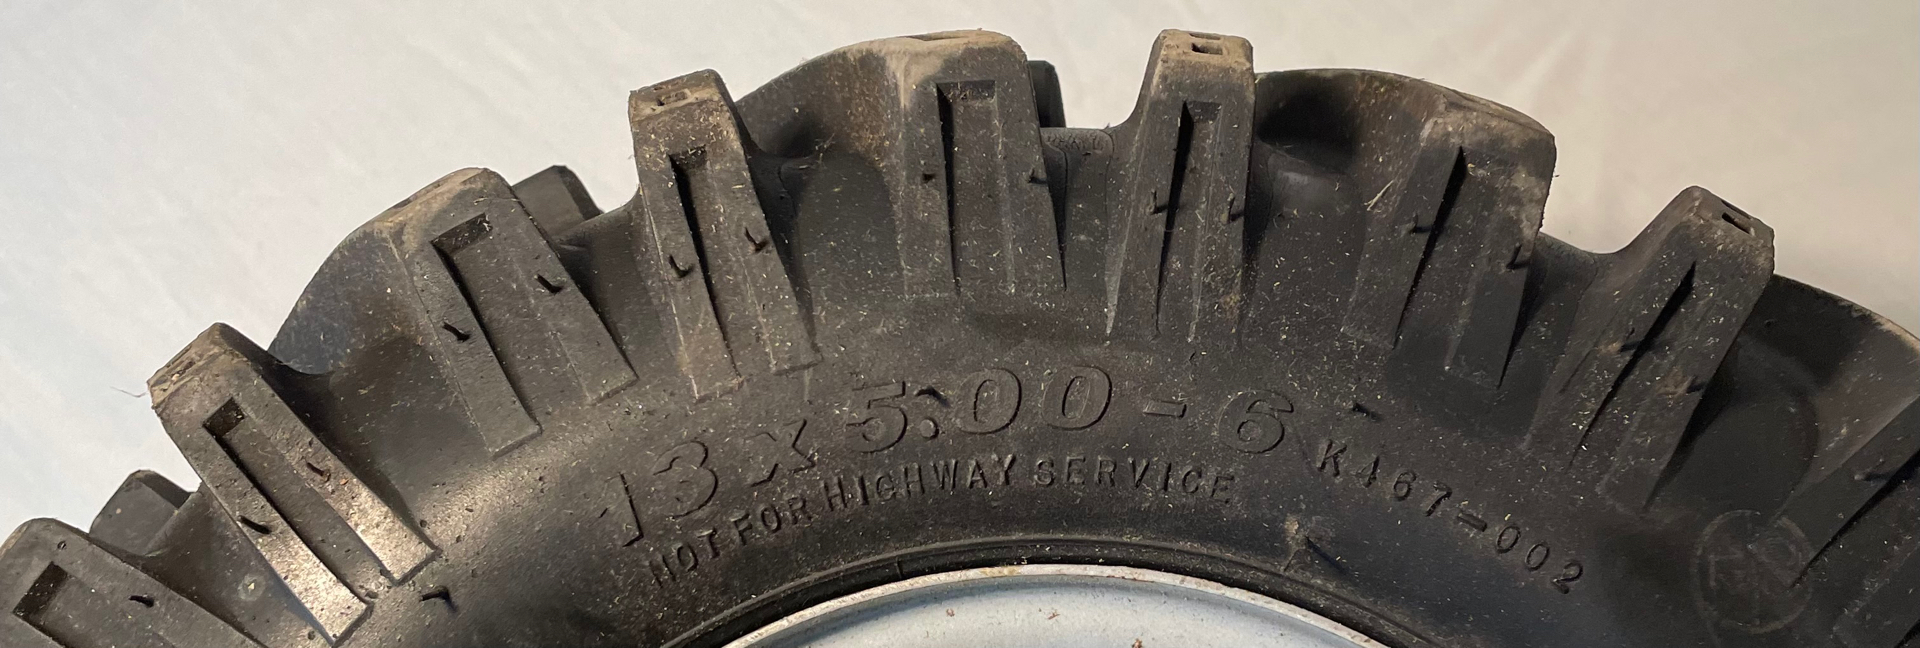 13 x 5.00 - 6
NOT FOR HIGHWAY SERVICE
K467-002